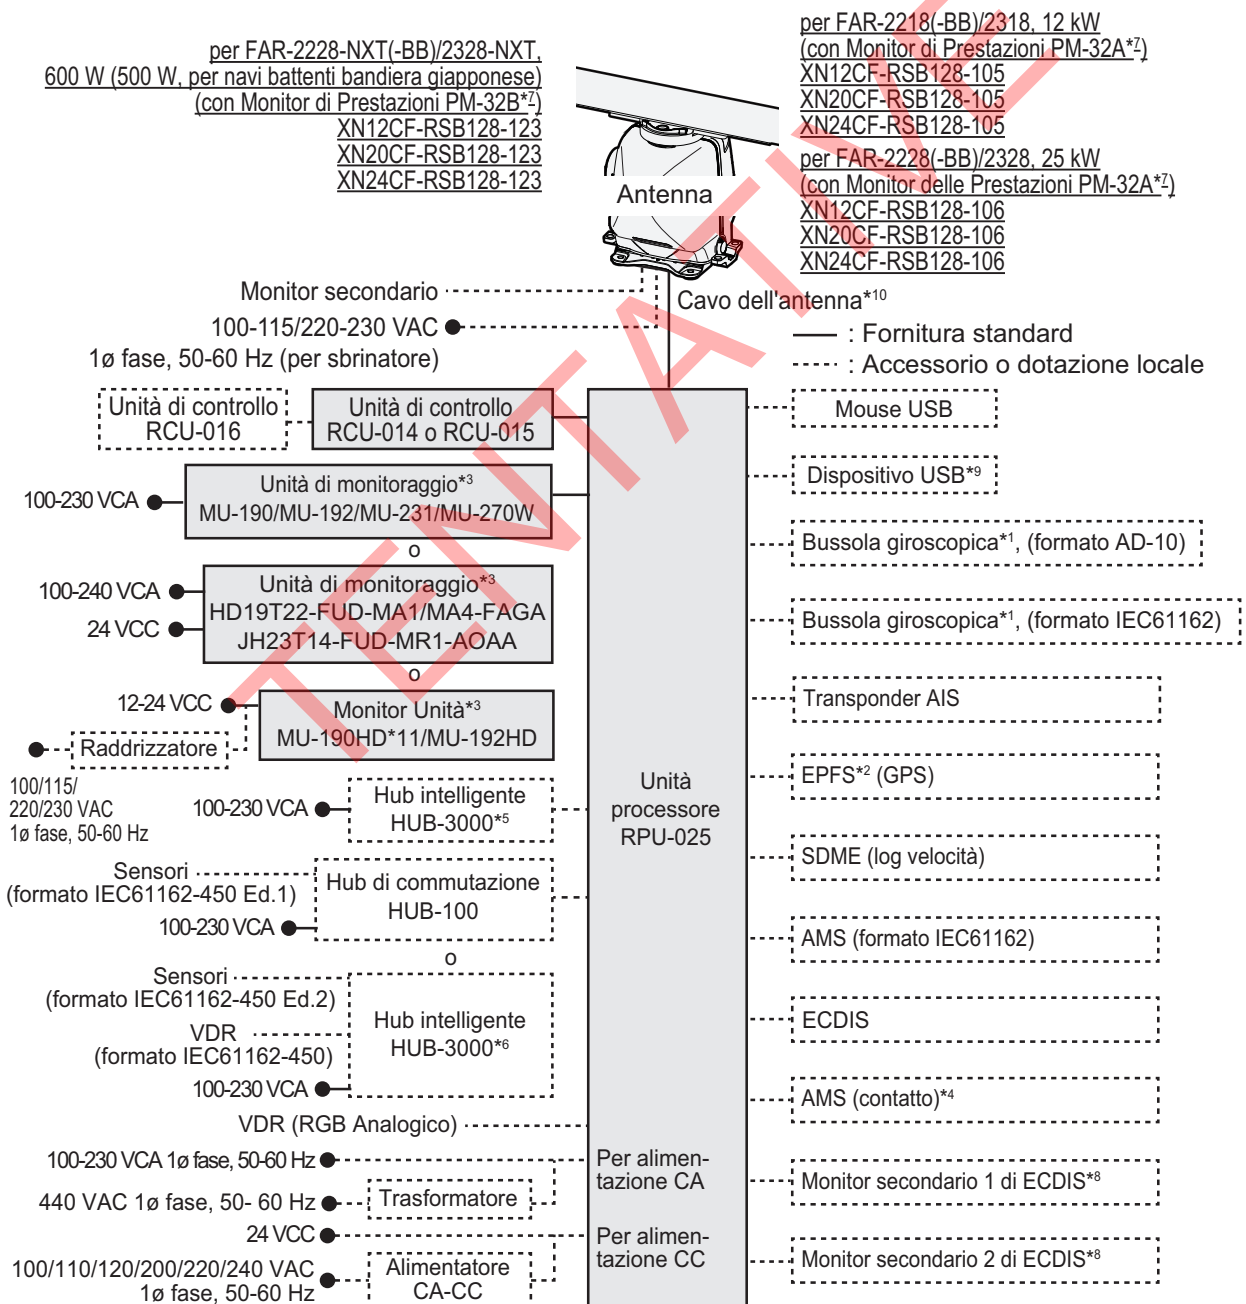 per FAR-2228-NXT(-BB)/2328-NXT,
600 W (500 W, per navi battenti bandiera giapponese)
(con Monitor di Prestazioni PM-32B*7)
XN12CF-RSB128-123
XN20CF-RSB128-123
XN24CF-RSB128-123
per FAR-2218(-BB)/2318, 12 kW
(con Monitor di Prestazioni PM-32A*7)
XN12CF-RSB128-105
XN20CF-RSB128-105
XN24CF-RSB128-105
per FAR-2228(-BB)/2328, 25 kW
(con Monitor delle Prestazioni PM-32A*7)
XN12CF-RSB128-106
XN20CF-RSB128-106
XN24CF-RSB128-106
Antenna
Monitor secondario
100-115/220-230 VAC
1ø fase, 50-60 Hz (per sbrinatore)
Cavo dell'antenna*10
: Fornitura standard
: Accessorio o dotazione locale
Unità di controllo
RCU-016
Unità di controllo
RCU-014 o RCU-015
100-230 VCA
Unità di monitoraggio*3
MU-190/MU-192/MU-231/MU-270W
o
100-240 VCA
24 VCC
Unità di monitoraggio*3
HD19T22-FUD-MA1/MA4-FAGA
JH23T14-FUD-MR1-AOAA
o
12-24 VCC
Monitor Unità*3
MU-190HD*11/MU-192HD
Raddrizzatore
100/115/
220/230 VAC
1ø fase, 50-60 Hz
100-230 VCA
Hub intelligente
HUB-3000*5
Sensori
(formato IEC61162-450 Ed.1)
100-230 VCA
Hub di commutazione
HUB-100
o
Sensori
(formato IEC61162-450 Ed.2)
VDR
(formato IEC61162-450)
100-230 VCA
Hub intelligente
HUB-3000*6
VDR (RGB Analogico)
100-230 VCA 1ø fase, 50-60 Hz
440 VAC 1ø fase, 50- 60 Hz
Trasformatore
24 VCC
100/110/120/200/220/240 VAC
1ø fase, 50-60 Hz
Alimentatore
CA-CC
Unità
processore
RPU-025
Per alimen-
tazione CA
Per alimen-
tazione CC
Mouse USB
Dispositivo USB*9
Bussola giroscopica*1, (formato AD-10)
Bussola giroscopica*1, (formato IEC61162)
Transponder AIS
EPFS*2 (GPS)
SDME (log velocità)
AMS (formato IEC61162)
ECDIS
AMS (contatto)*4
Monitor secondario 1 di ECDIS*8
Monitor secondario 2 di ECDIS*8
TENTATIVE